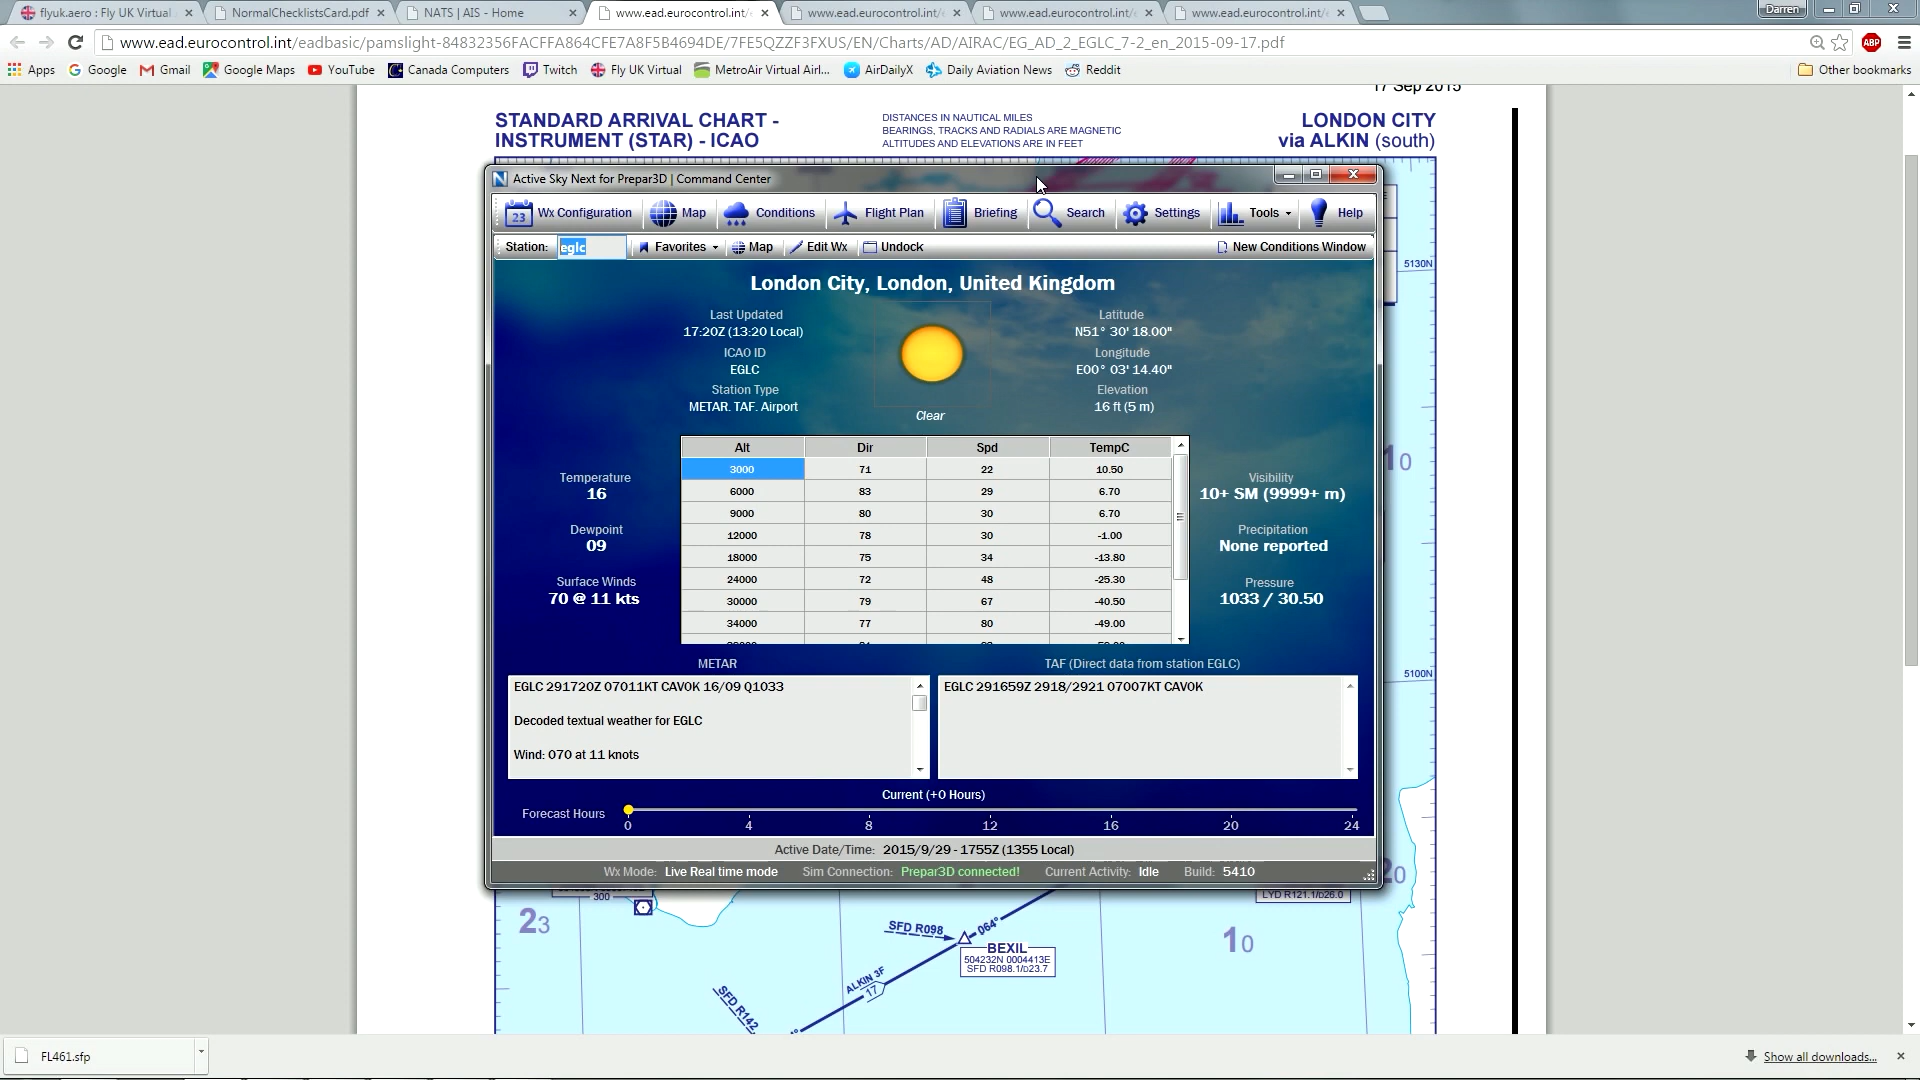 flyuk.aero : Fly UK Virtual
NormalChecklistsCard.pdf
NATS | AIS - Home
www.ead.eurocontrol.int/
www.ead.eurocontrol.int/
www.ead.eurocontrol.int/
www.ead.eurocontrol.int/
Darren
www.ead.eurocontrol.int/eadbasic/pamslight-84832356FACFFA864CFE7A8F5B4694DE/7FE5QZZF3FXUS/EN/Charts/AD/AIRAC/EG_AD_2_EGLC_7-2_en_2015-09-17.pdf
ABP
Apps
Google
Gmail
Google Maps
YouTube
Canada Computers
Twitch
Fly UK Virtual
MetroAir Virtual Airl...
AirDailyX
Daily Aviation News
Reddit
Other bookmarks
17 Sep 2015
STANDARD ARRIVAL CHART -
INSTRUMENT (STAR) - ICAO
DISTANCES IN NAUTICAL MILES
BEARINGS, TRACKS AND RADIALS ARE MAGNETIC
ALTITUDES AND ELEVATIONS ARE IN FEET
LONDON CITY
via ALKIN (south)
Active Sky Next for Prepar3D | Command Center
23
Wx Configuration
Map
Conditions
Flight Plan
Briefing
Search
Settings
Tools
Help
Station: eglc
Favorites
Map
Edit Wx
Undock
New Conditions Window
5130N
London City, London, United Kingdom
Last Updated
17:20Z (13:20 Local)
ICAO ID
EGLC
Station Type
METAR. TAF. Airport
Clear
Latitude
N51° 30' 18.00"
Longitude
E00° 03' 14.40"
Elevation
16 ft (5 m)
Alt Dir Spd TempC
3000 71 22 10.50
6000 83 29 6.70
9000 80 30 6.70
12000 78 30 -1.00
18000 75 34 -13.80
24000 72 48 -25.30
30000 79 67 -40.50
34000 77 80 -49.00
Temperature
16
Dewpoint
09
Surface Winds
70 @ 11 kts
Visibility
10+ SM (9999+ m)
Precipitation
None reported
Pressure
1033 / 30.50
METAR
EGLC 291720Z 07011KT CAVOK 16/09 Q1033
Decoded textual weather for EGLC
Wind: 070 at 11 knots
TAF (Direct data from station EGLC)
EGLC 291659Z 2918/2921 07007KT CAVOK
5100N
Current (+0 Hours)
Forecast Hours
0 4 8 12 16 20 24
Active Date/Time: 2015/9/29 - 1755Z (1355 Local)
Wx Mode: Live Real time mode
Sim Connection: Prepar3D connected!
Current Activity: Idle
Build: 5410
300
LYD R121.1/D26.0
23
10
SFD R098
064°
BEXIL
504232N 0004413E
SFD R098.1/D23.7
ALKIN 3F
17
SFD R142
FL461.sfp
Show all downloads...